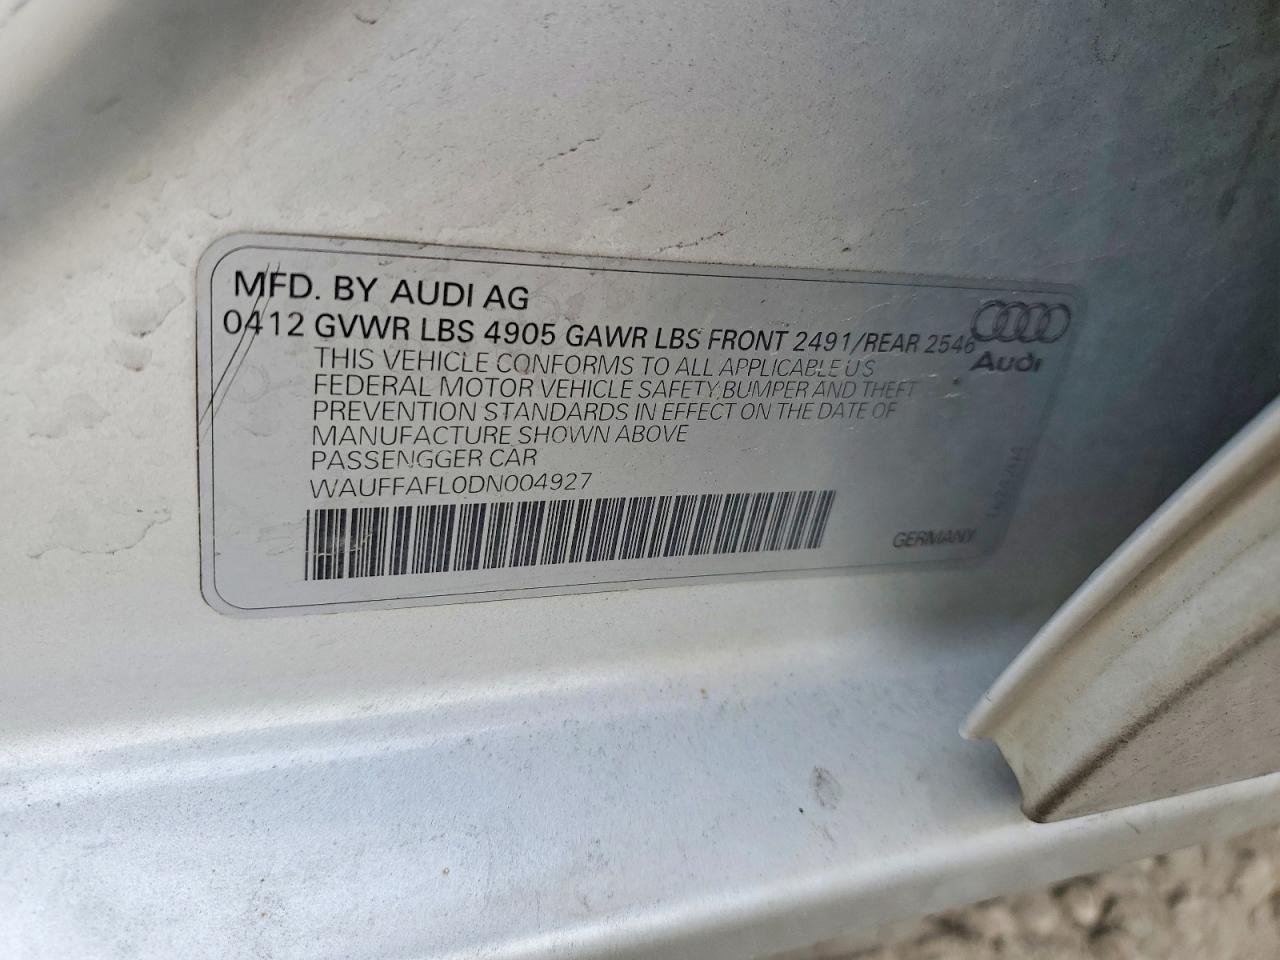 MFD. BY AUDI AG
0412 GVWR LBS 4905 GAWR LBS FRONT 2491/REAR 2546
Audi
THIS VEHICLE CONFORMS TO ALL APPLICABLE U S
FEDERAL MOTOR VEHICLE SAFETY,BUMPER AND THEFT
PREVENTION STANDARDS IN EFFECT ON THE DATE OF
MANUFACTURE SHOWN ABOVE
PASSENGGER CAR
WAUFFAFL0DN004927
GERMANY